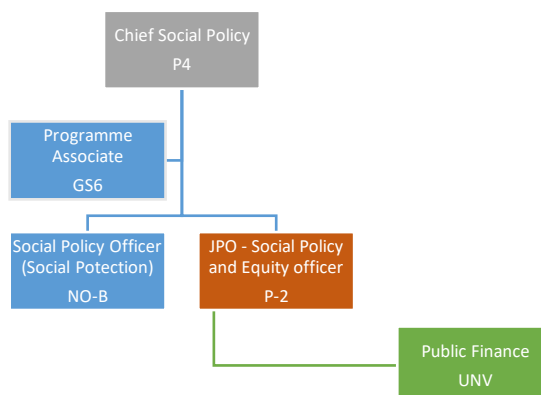 Chief Social Policy
P4
Programme
Associate
GS6
Social Policy Officer
(Social Potection)
NO-B
JPO - Social Policy
and Equity officer
P-2
Public Finance
UNV